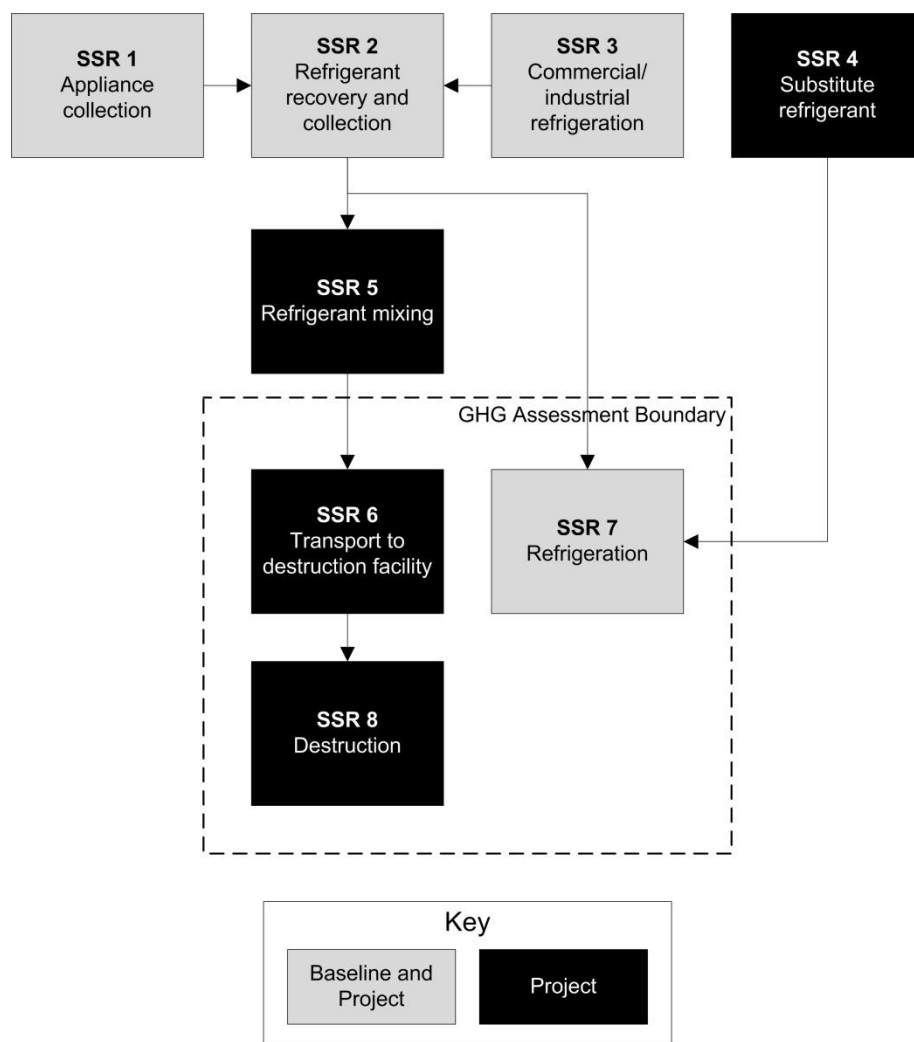 SSR 1
Appliance
collection
SSR 2
Refrigerant
recovery and
collection
SSR 3
Commercial/
industrial
refrigeration
SSR 4
Substitute
refrigerant
SSR 5
Refrigerant mixing
GHG Assessment Boundary
SSR 6
Transport to
destruction facility
SSR 7
Refrigeration
SSR 8
Destruction
Key
Baseline and
Project
Project